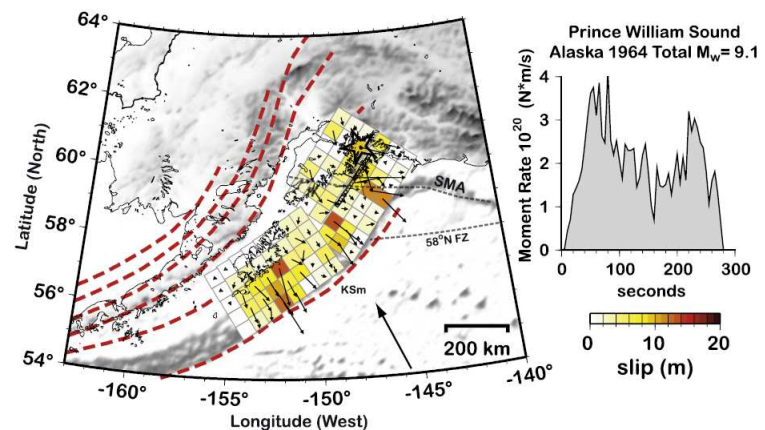 Prince William Sound
Alaska 1964 Total Mw= 9.1
64°
62°
60°
58°
56°
54°
Latitude (North)
SMA
58°N FZ
KSm
200 km
-160°
-155°
-150°
-145°
-140°
Longitude (West)
Moment Rate 10²⁰ (N*m/s)
4
3
2
1
0
0
100
200
300
seconds
0
10
20
slip (m)